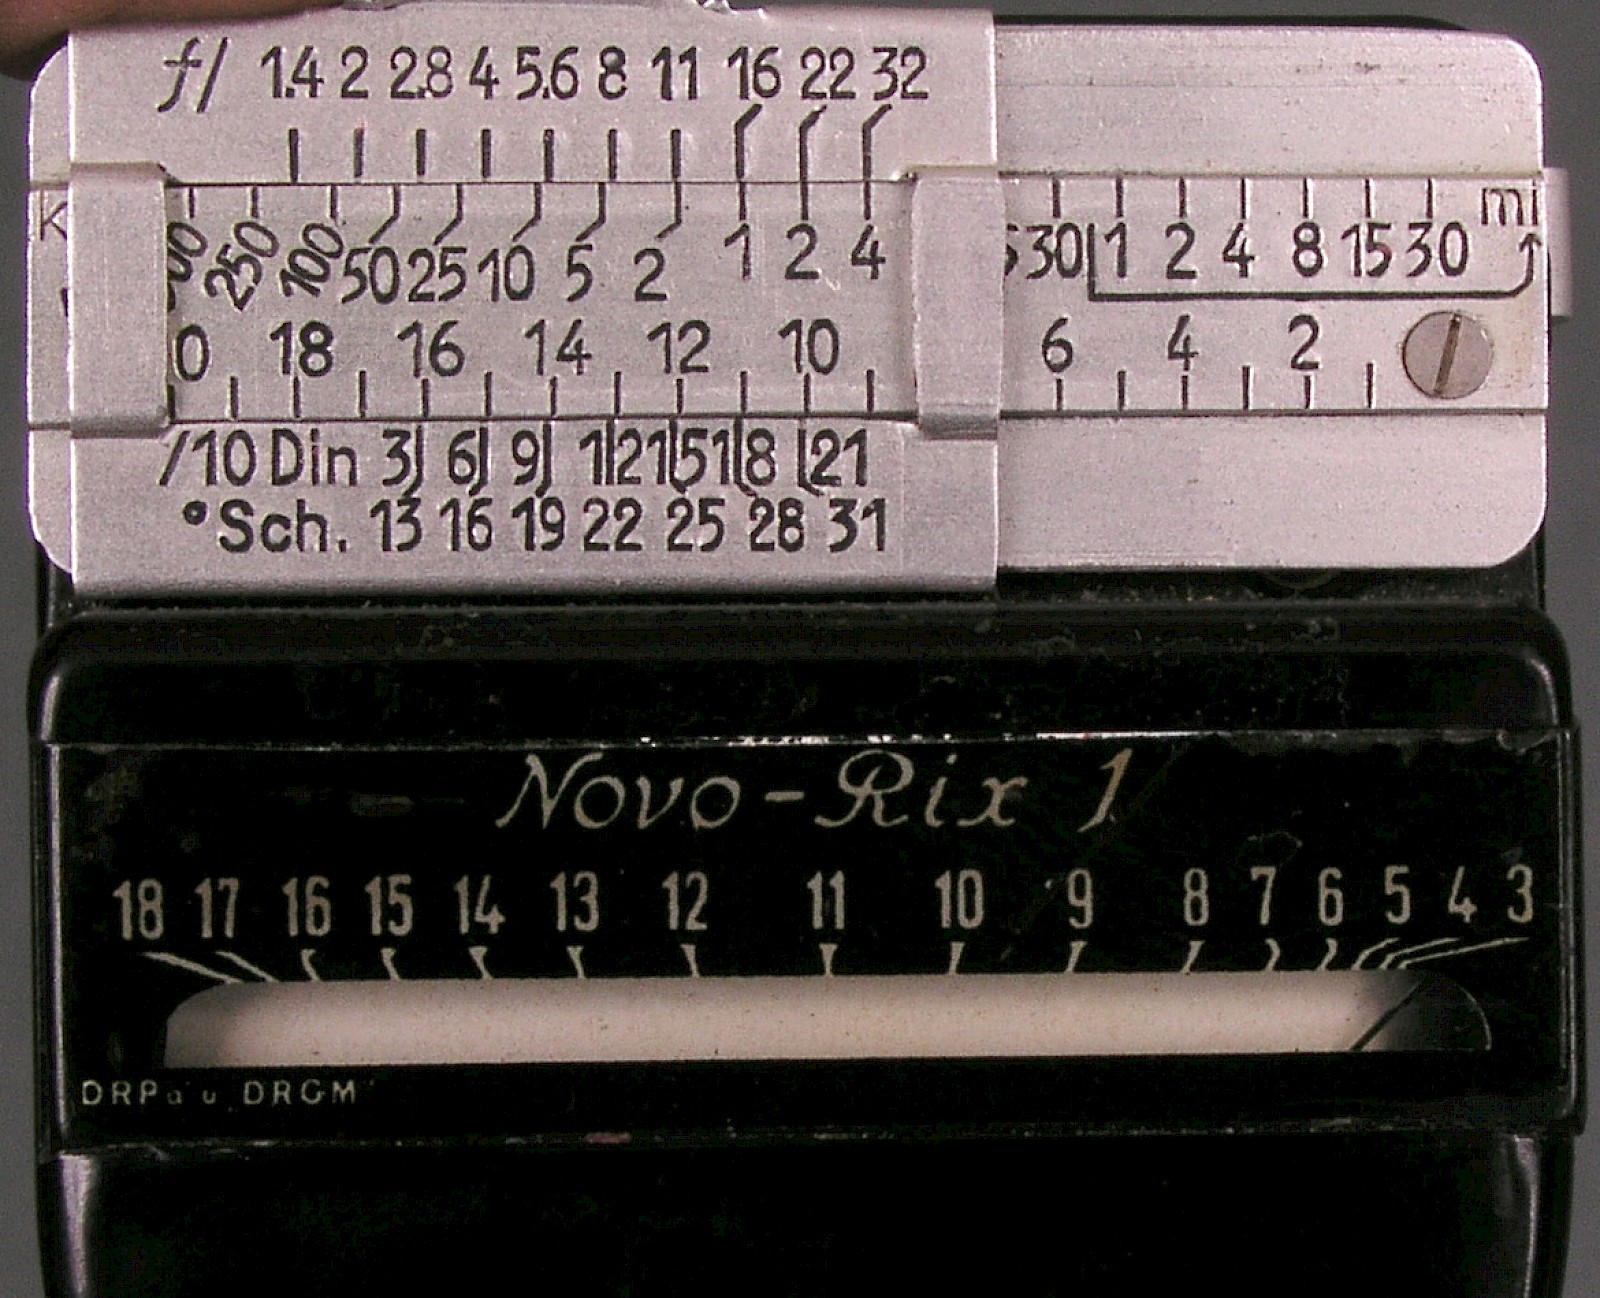 f/ 1.4 2 2.8 4 5.6 8 11 16 22 32
K 250 100 50 25 10 5 2 1 2 4 30 1 2 4 8 15 30 mi
0 18 16 14 12 10 6 4 2
/10 Din 3 6 9 12 15 18 21
°Sch. 13 16 19 22 25 28 31
Novo-Rix 1
18 17 16 15 14 13 12 11 10 9 8 7 6 5 4 3
DRPa u DRGM